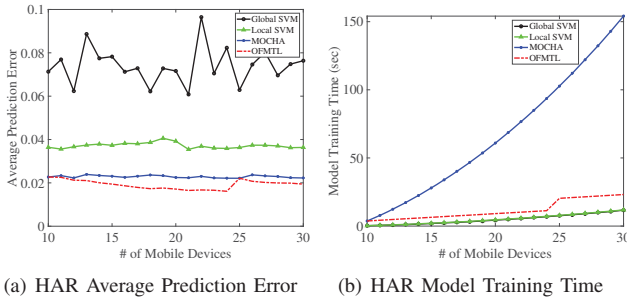 0.1
0.08
0.06
0.04
0.02
0
10
15
20
25
30
Average Prediction Error
# of Mobile Devices
Global SVM
Local SVM
MOCHA
OFMTL
(a) HAR Average Prediction Error
150
100
50
0
10
15
20
25
30
Model Training Time (sec)
# of Mobile Devices
Global SVM
Local SVM
MOCHA
OFMTL
(b) HAR Model Training Time